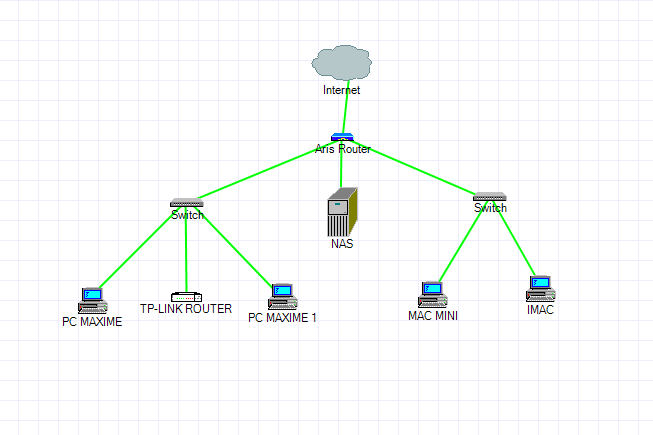 Internet
Aris Router
Switch
Switch
NAS
PC MAXIME
TP-LINK ROUTER
PC MAXIME 1
MAC MINI
IMAC